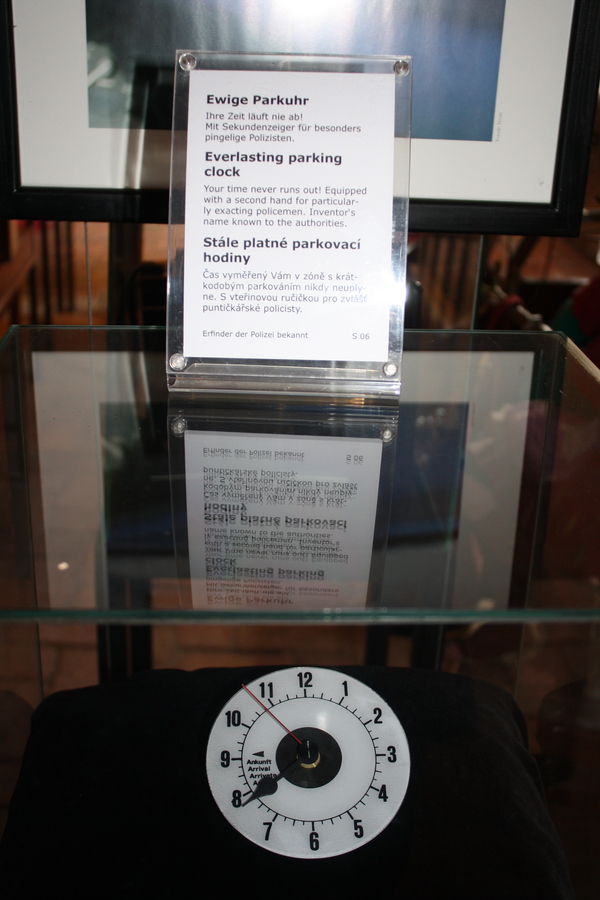 Ewige Parkuhr
Ihre Zeit läuft nie ab!
Mit Sekundenzeiger für besonders
pingelige Polizisten.
Everlasting parking
clock
Your time never runs out! Equipped
with a second hand for particular-
ly exacting policemen. Inventor's
name known to the authorities.
Stále platné parkovací
hodiny
Čas vyměřený Vám v zóně s krát-
kodobým parkováním nikdy neuply-
ne. S vteřinovou ručičkou pro zvlášť
puntičkářské policisty.
Erfinder der Polizei bekannt S 06
12
1
2
3
4
5
6
7
8
9
10
11
Ankunft
Arrival